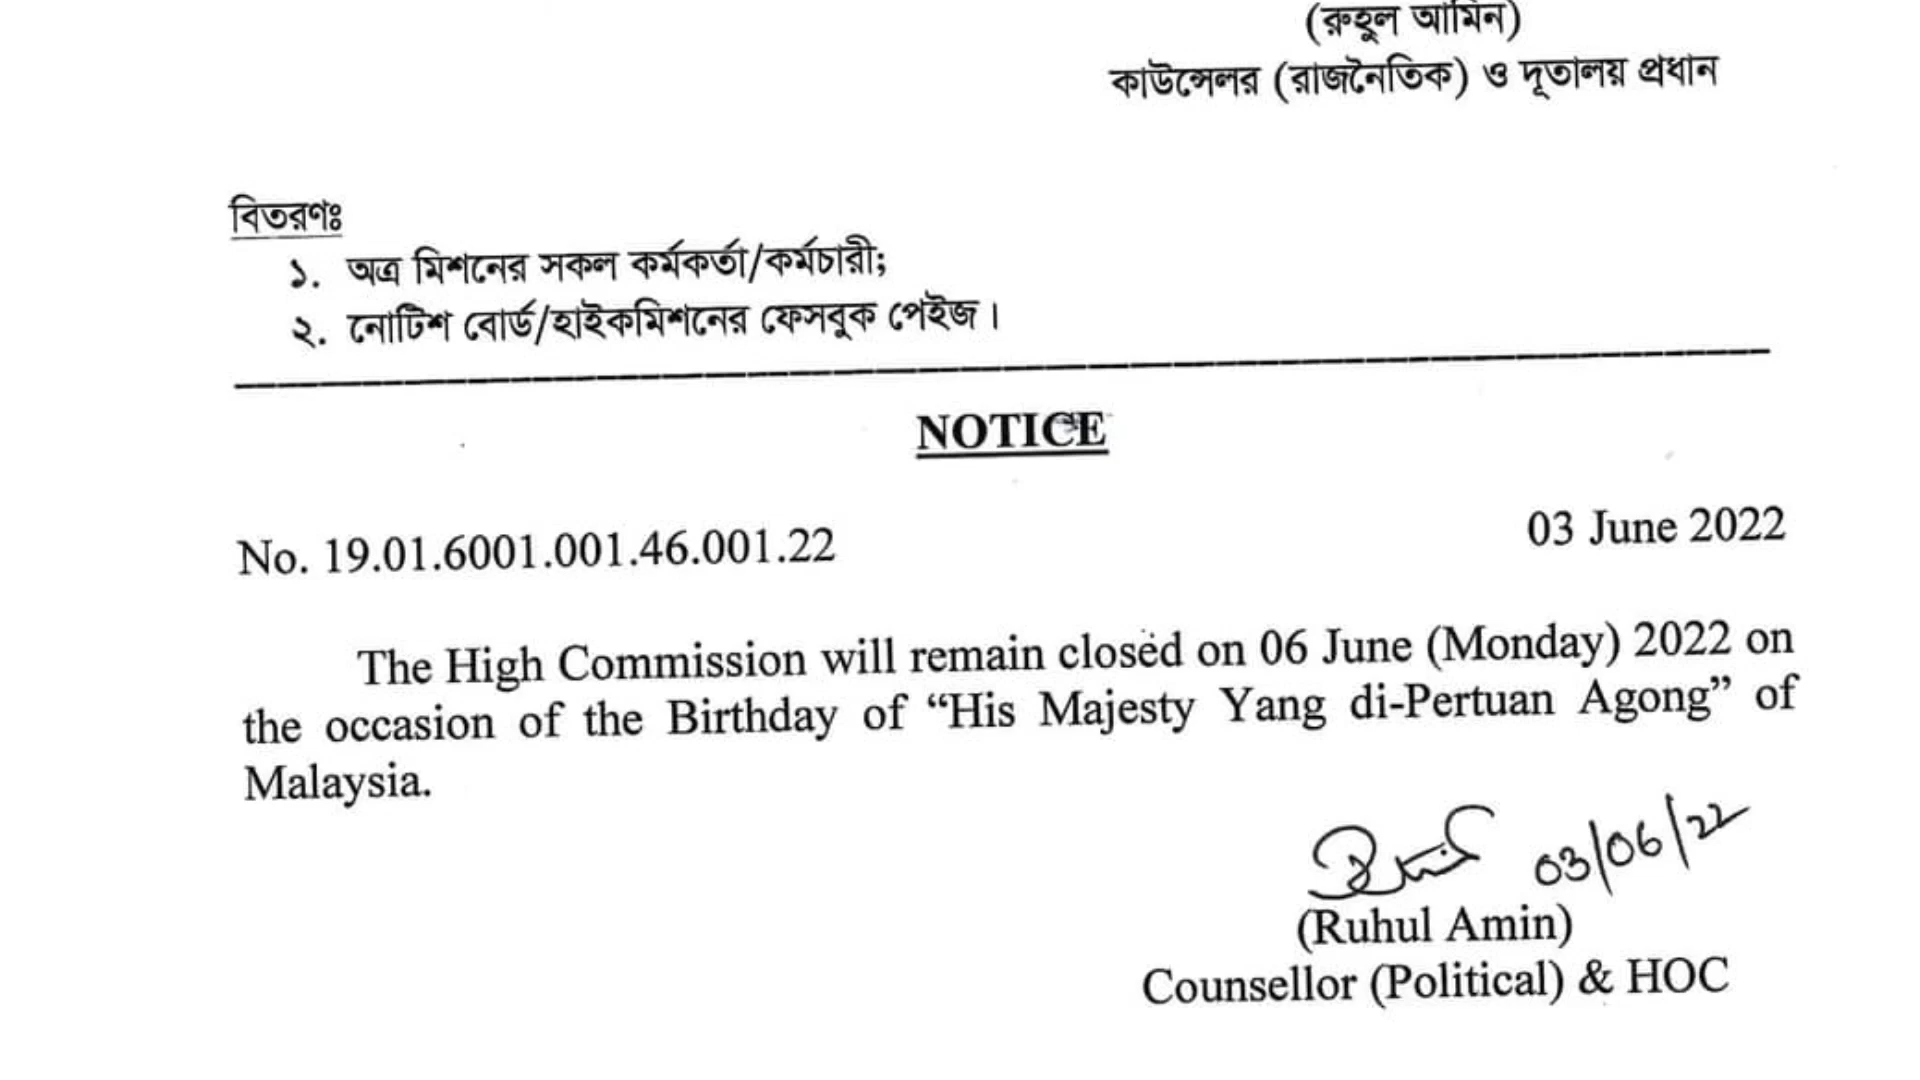 (রুহুল আমিন)
কাউন্সেলর (রাজনৈতিক) ও দূতালয় প্রধান
বিতরণঃ
১. অত্র মিশনের সকল কর্মকর্তা/কর্মচারী;
২. নোটিশ বোর্ড/হাইকমিশনের ফেসবুক পেইজ।
NOTICE
No. 19.01.6001.001.46.001.22 03 June 2022
The High Commission will remain closed on 06 June (Monday) 2022 on
the occasion of the Birthday of “His Majesty Yang di-Pertuan Agong” of
Malaysia.
03/06/22
(Ruhul Amin)
Counsellor (Political) & HOC